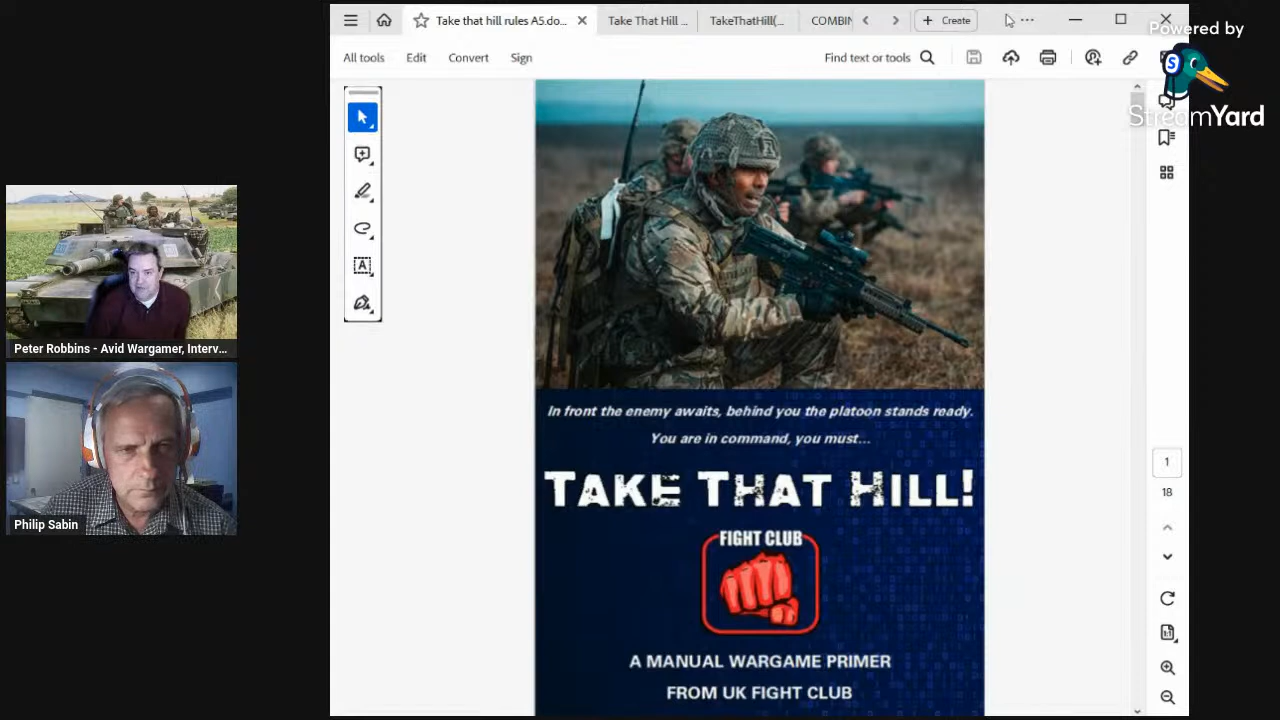 Take that hill rules A5.do...
Take That Hill ...
TakeThatHill(...
COMBIN
Create
Powered by
StreamYard
All tools
Edit
Convert
Sign
Find text or tools
In front the enemy awaits, behind you the platoon stands ready.
You are in command, you must...
TAKE THAT HILL!
FIGHT CLUB
A MANUAL WARGAME PRIMER
FROM UK FIGHT CLUB
1
18
Peter Robbins - Avid Wargamer, Interv...
Philip Sabin